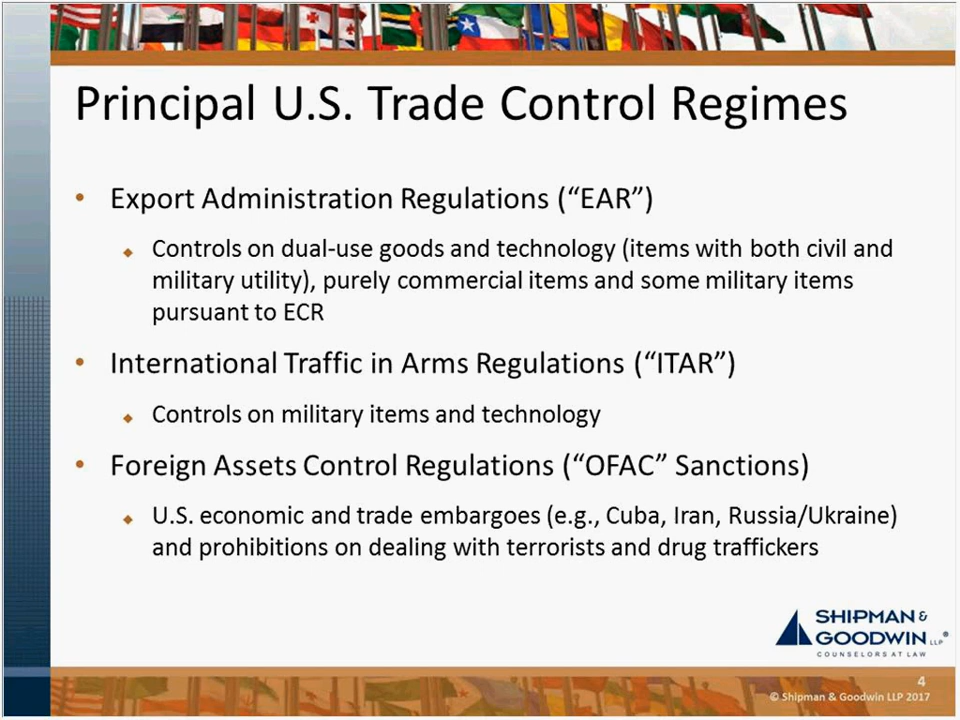 Principal U.S. Trade Control Regimes
• Export Administration Regulations (“EAR”)
◆ Controls on dual-use goods and technology (items with both civil and
military utility), purely commercial items and some military items
pursuant to ECR
• International Traffic in Arms Regulations (“ITAR”)
◆ Controls on military items and technology
• Foreign Assets Control Regulations (“OFAC” Sanctions)
◆ U.S. economic and trade embargoes (e.g., Cuba, Iran, Russia/Ukraine)
and prohibitions on dealing with terrorists and drug traffickers
SHIPMAN &
GOODWIN LLP®
COUNSELORS AT LAW
4
© Shipman & Goodwin LLP 2017